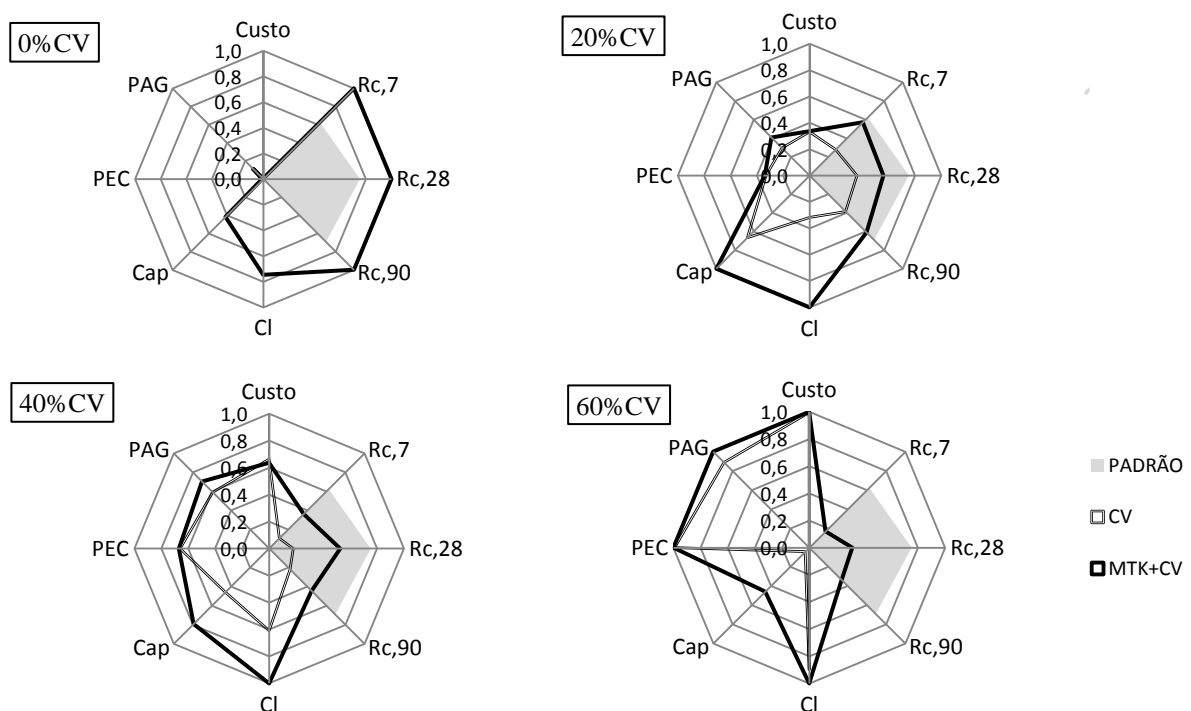 0%CV
Custo
1,0
0,8
0,6
0,4
0,2
0,0
Rc,7
Rc,28
Rc,90
Cl
Cap
PEC
PAG
20%CV
Custo
1,0
0,8
0,6
0,4
0,2
0,0
Rc,7
Rc,28
Rc,90
Cl
Cap
PEC
PAG
40%CV
Custo
1,0
0,8
0,6
0,4
0,2
0,0
Rc,7
Rc,28
Rc,90
Cl
Cap
PEC
PAG
60%CV
Custo
1,0
0,8
0,6
0,4
0,2
0,0
Rc,7
Rc,28
Rc,90
Cl
Cap
PEC
PAG
PADRÃO
CV
MTK+CV